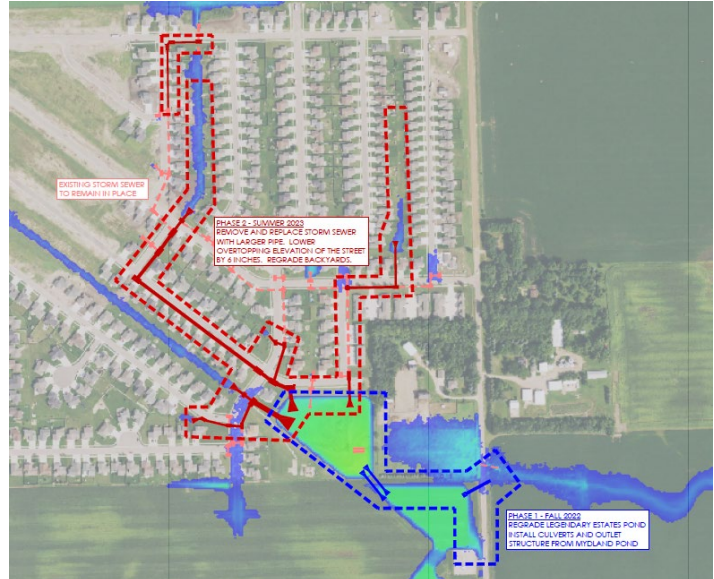 EXISTING STORM SEWER
TO REMAIN IN PLACE
PHASE 2 - SUMMER 2023
REMOVE AND REPLACE STORM SEWER
WITH LARGER PIPE. LOWER
OVERTOPPING ELEVATION OF THE STREET
BY 6 INCHES. REGRADE BACKYARDS.
PHASE 1 - FALL 2022
REGRADE LEGENDARY ESTATES POND
INSTALL CULVERTS AND OUTLET
STRUCTURE FROM MYDLAND POND